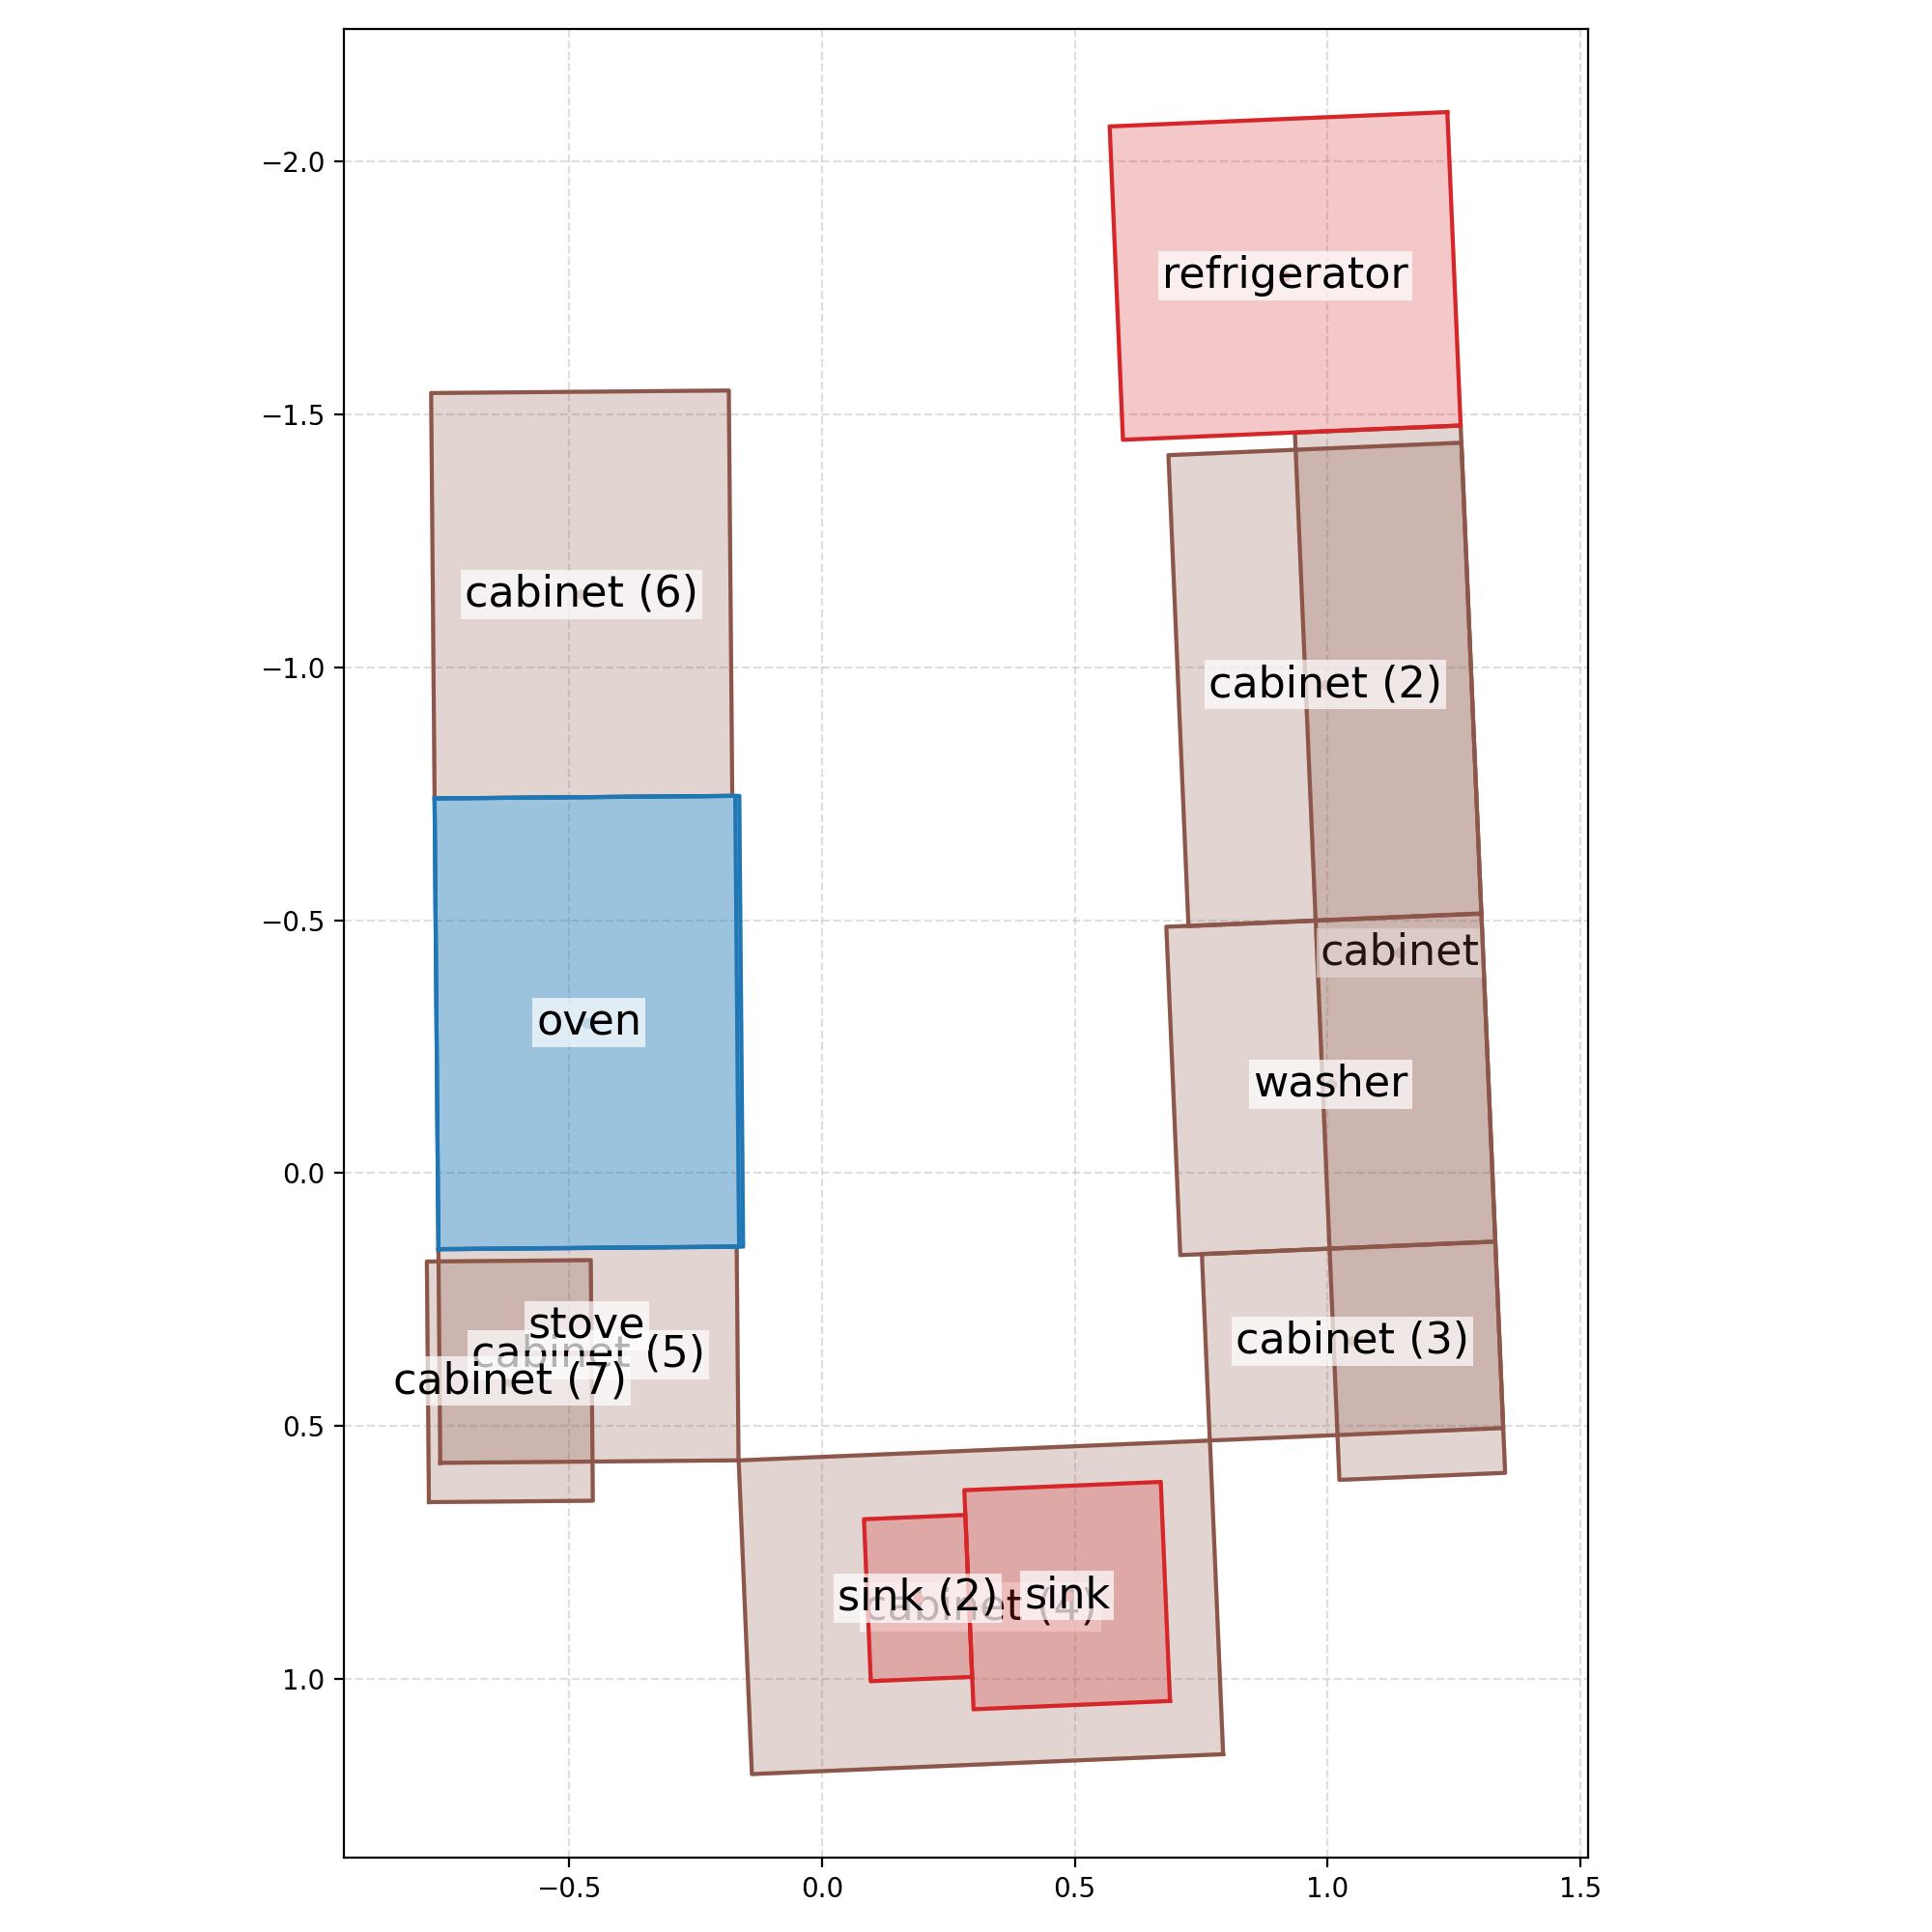 −2.0
refrigerator
−1.5
cabinet (6)
−1.0
cabinet (2)
−0.5
cabinet
oven
washer
0.0
stove
cabinet (3)
cabinet (5)
cabinet (7)
0.5
sink (2)
sink
cabinet (4)
1.0
−0.5
0.0
0.5
1.0
1.5